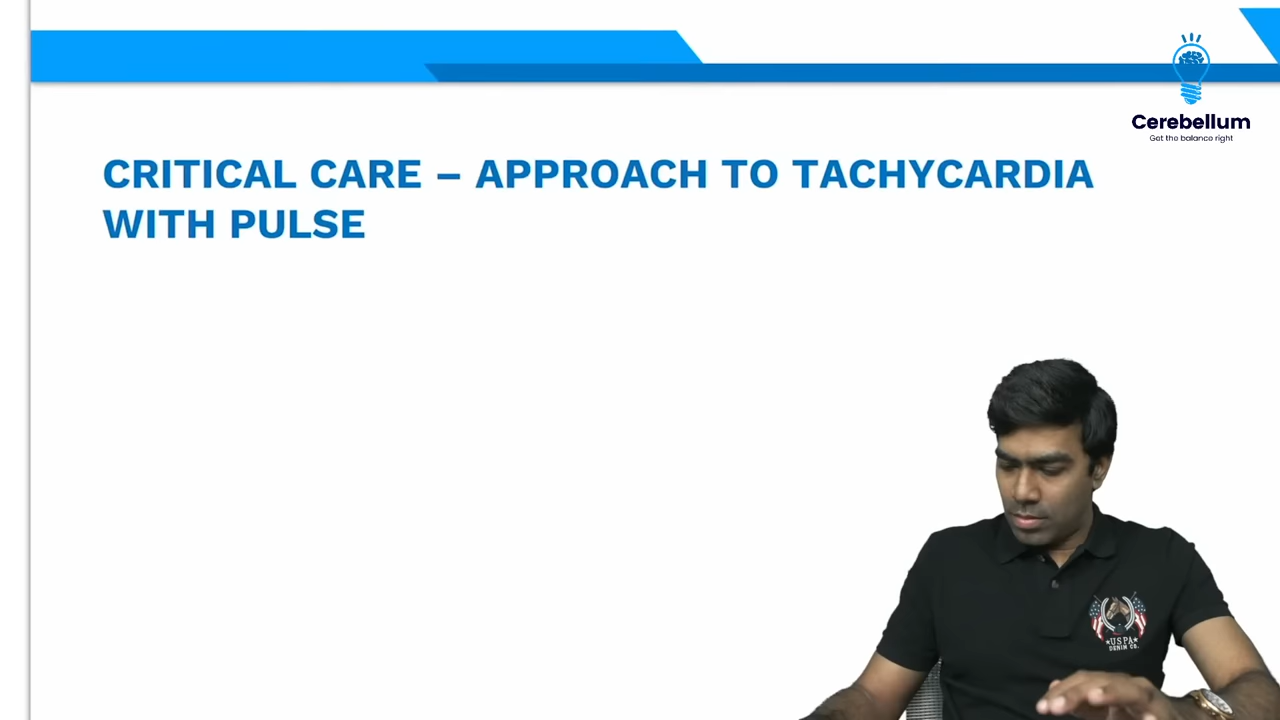 Cerebellum
Get the balance right
CRITICAL CARE – APPROACH TO TACHYCARDIA
WITH PULSE
USPA
DENIM CO.